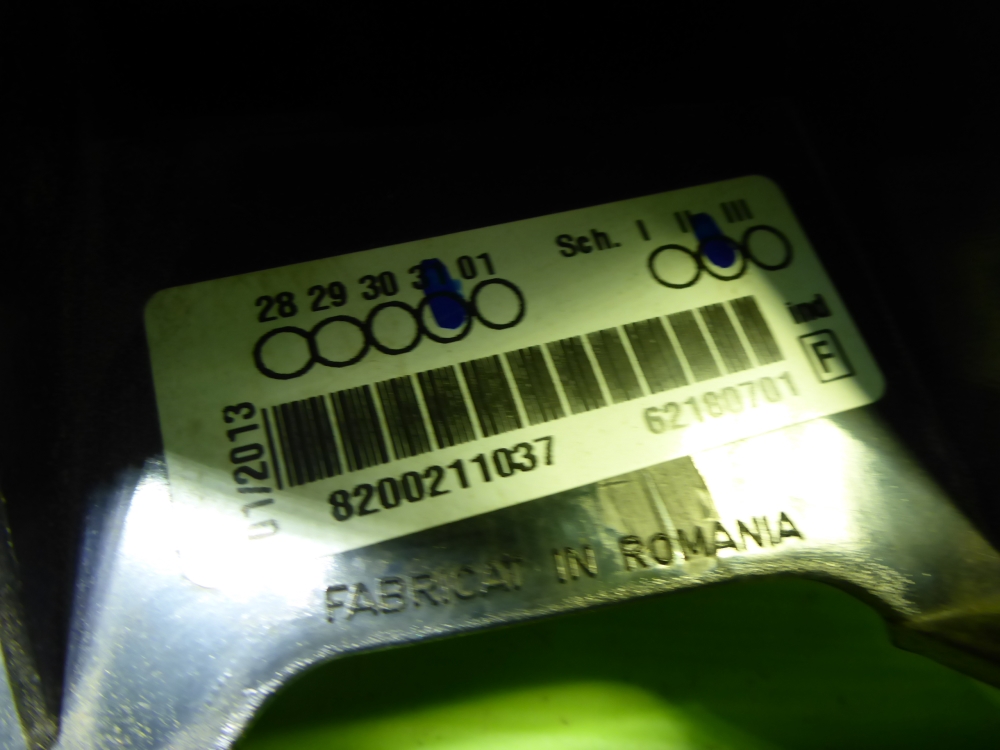 28 29 30 31 01 Sch. I II III
ind
F
01/2013
8200211037 62180701
FABRICAT IN ROMANIA